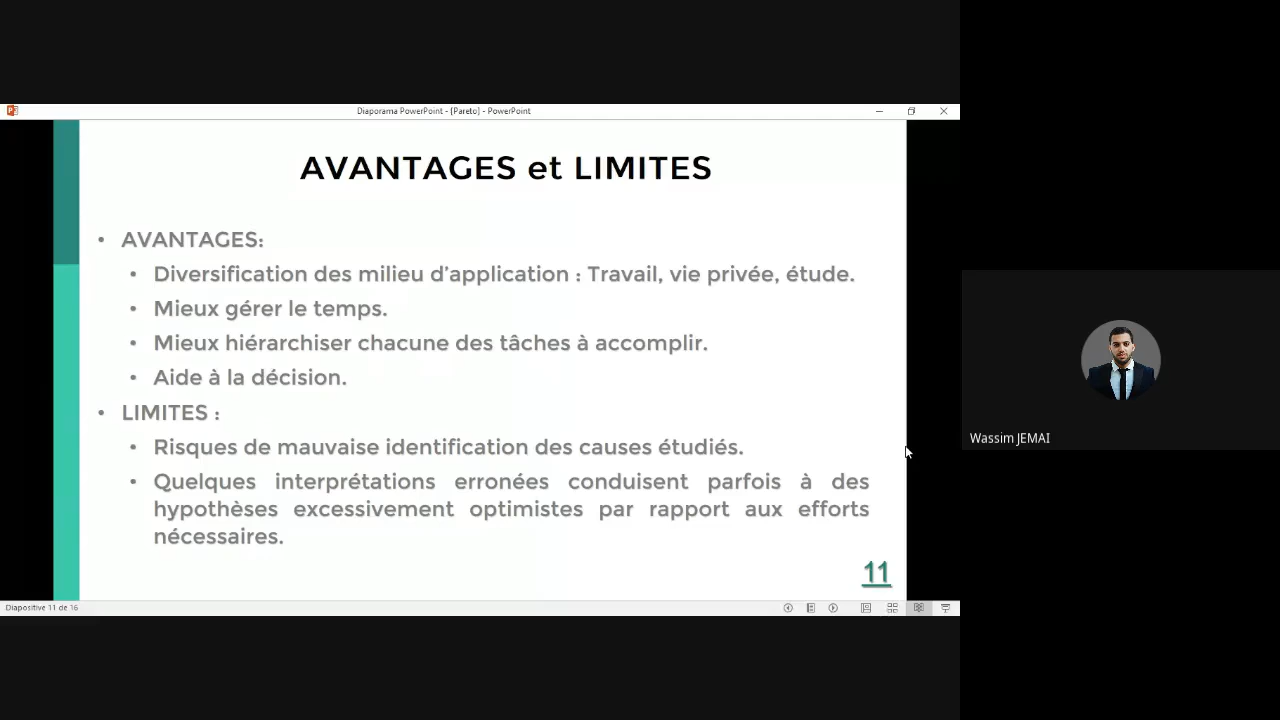 Diaporama PowerPoint - [Pareto] - PowerPoint
AVANTAGES et LIMITES
• AVANTAGES:
• Diversification des milieu d’application : Travail, vie privée, étude.
• Mieux gérer le temps.
• Mieux hiérarchiser chacune des tâches à accomplir.
• Aide à la décision.
• LIMITES :
• Risques de mauvaise identification des causes étudiés.
• Quelques interprétations erronées conduisent parfois à des
hypothèses excessivement optimistes par rapport aux efforts
nécessaires.
11
Diapositive 11 de 16
Wassim JEMAI